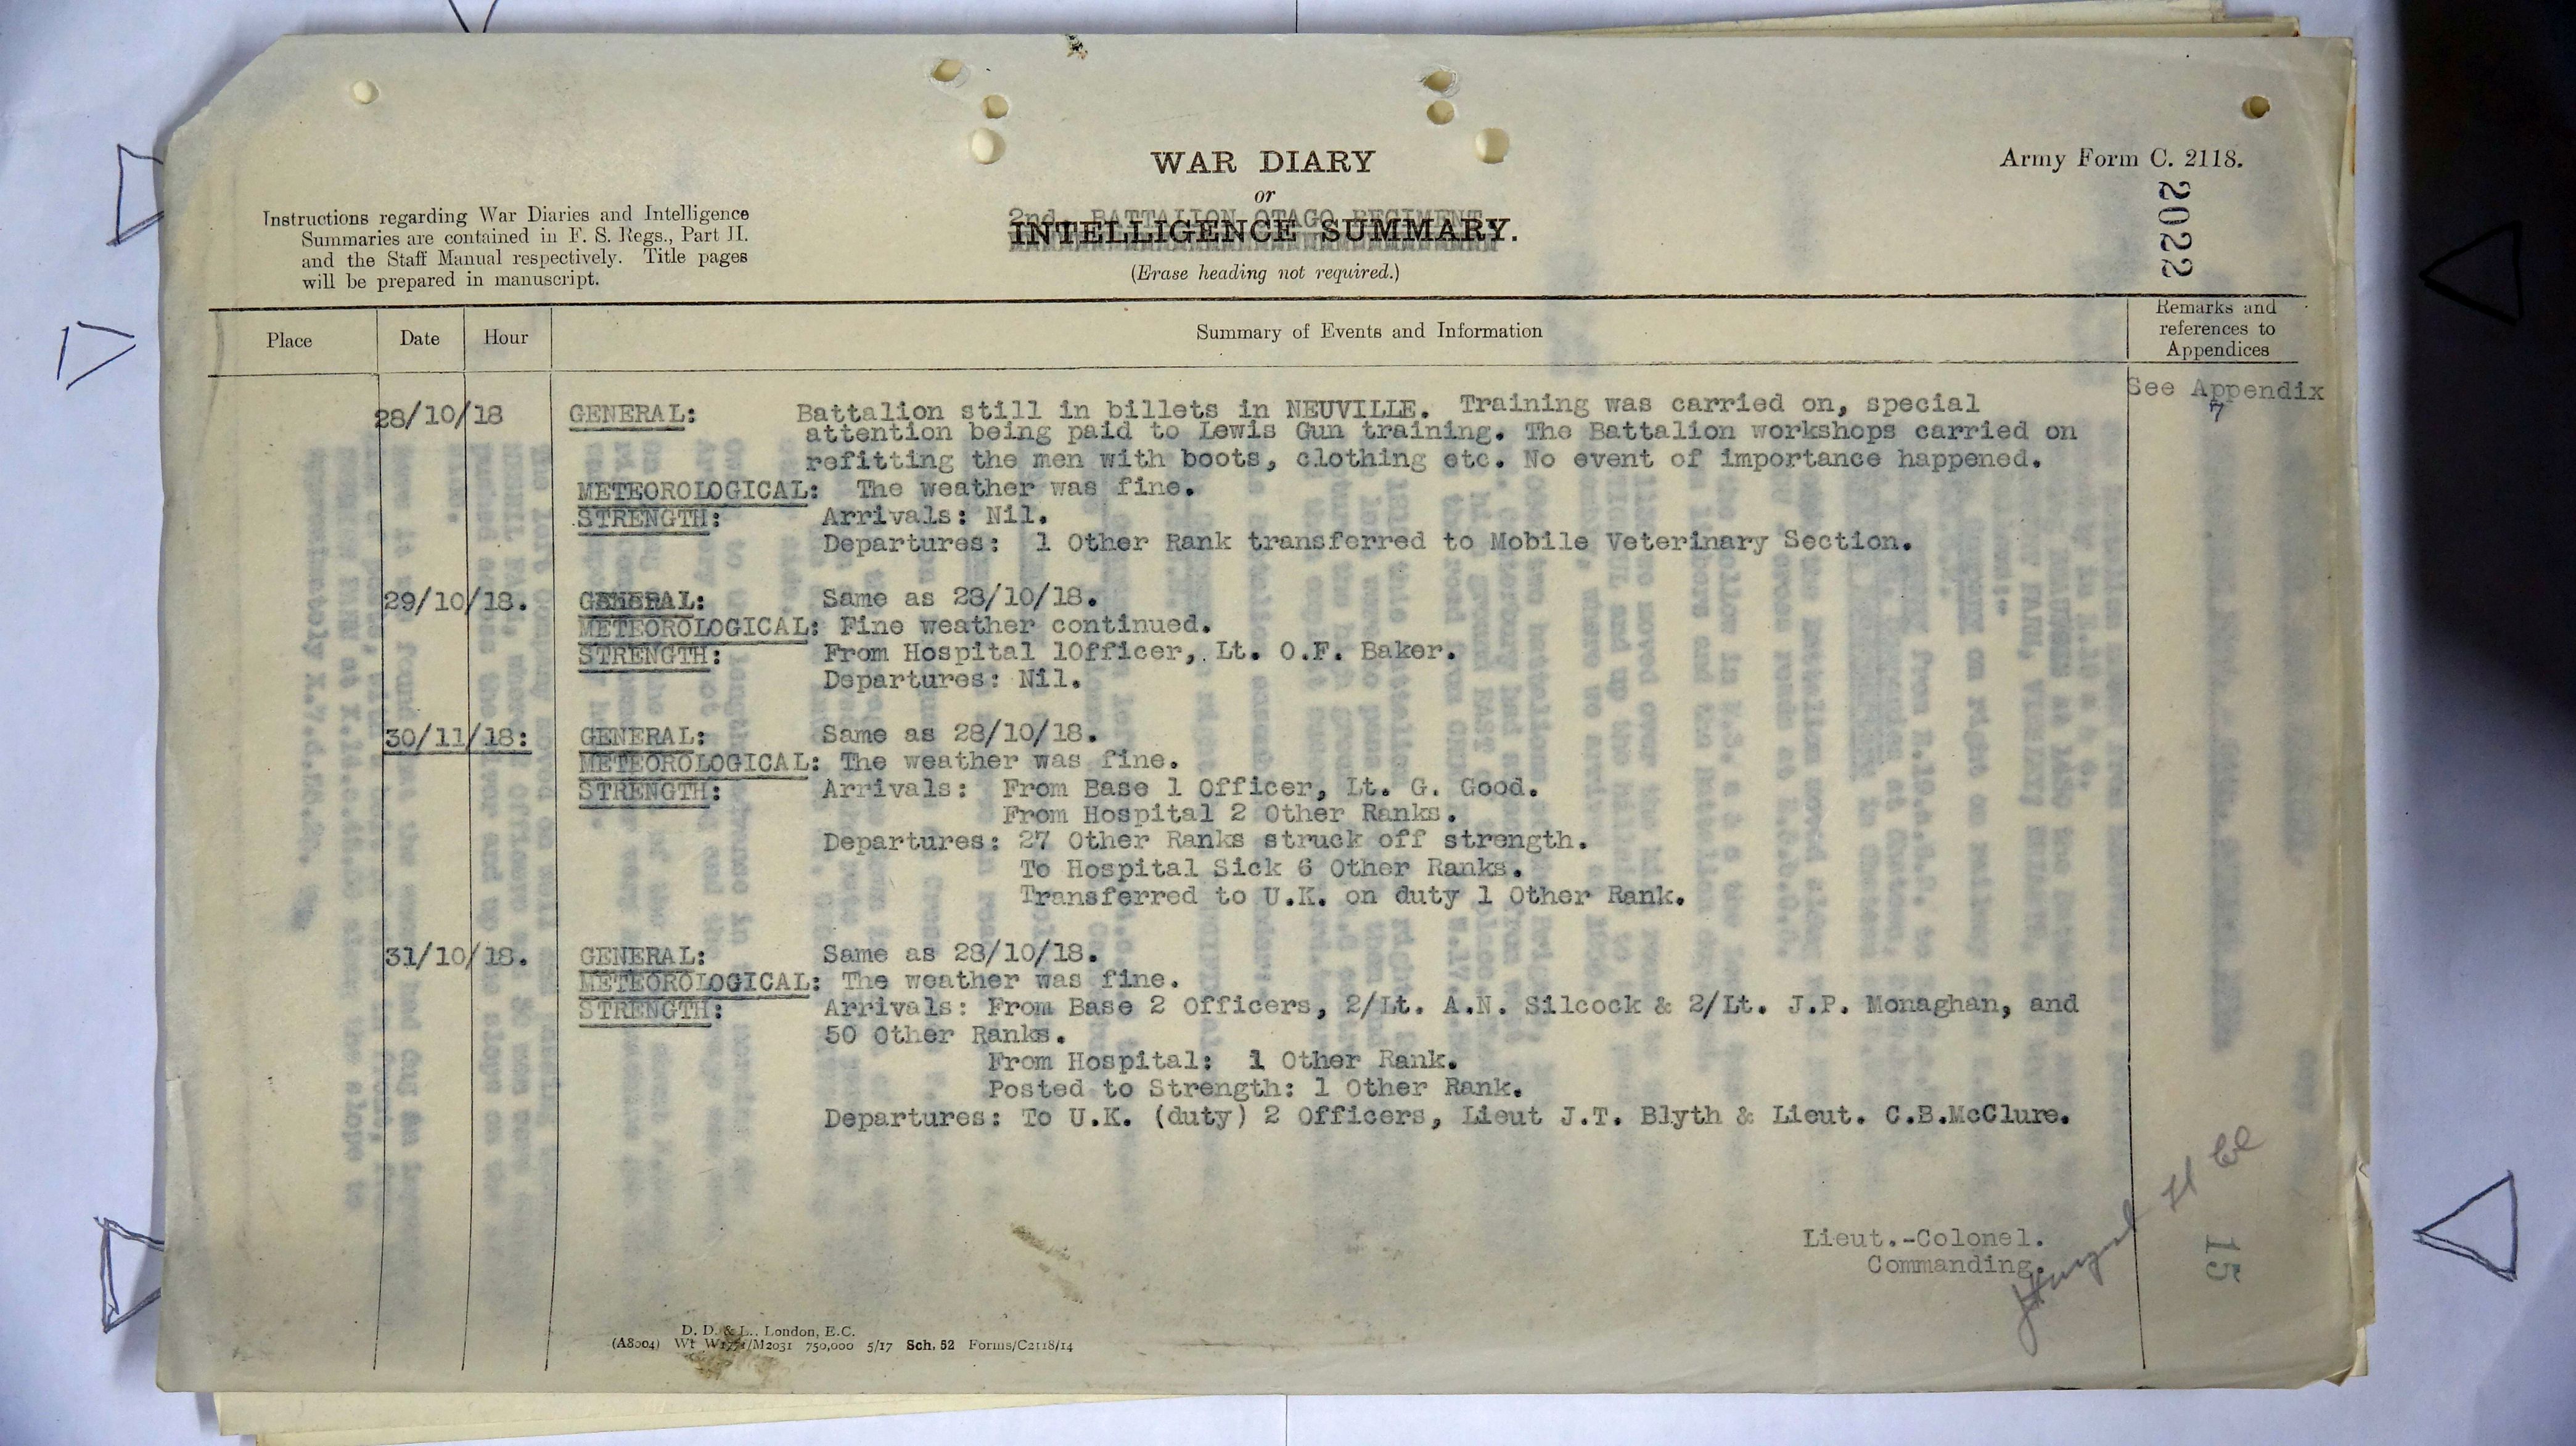 WAR DIARY
or
2nd. BATTALION OTAGO REGIMENT
INTELLIGENCE SUMMARY.
(Erase heading not required.)
Army Form C. 2118.
2022
Instructions regarding War Diaries and Intelligence
Summaries are contained in F. S. Regs., Part II.
and the Staff Manual respectively. Title pages
will be prepared in manuscript.
Place Date Hour Summary of Events and Information Remarks and
references to
Appendices
See Appendix
7
28/10/18 GENERAL: Battalion still in billets in NEUVILLE. Training was carried on, special
attention being paid to Lewis Gun training. The Battalion workshops carried on
refitting the men with boots, clothing etc. No event of importance happened.
METEOROLOGICAL: The weather was fine.
STRENGTH: Arrivals: Nil.
Departures: 1 Other Rank transferred to Mobile Veterinary Section.
29/10/18. GENERAL: Same as 28/10/18.
METEOROLOGICAL: Fine weather continued.
STRENGTH: From Hospital 1Officer, Lt. O.F. Baker.
Departures: Nil.
30/11/18: GENERAL: Same as 28/10/18.
METEOROLOGICAL: The weather was fine.
STRENGTH: Arrivals: From Base 1 Officer, Lt. G. Good.
From Hospital 2 Other Ranks.
Departures: 27 Other Ranks struck off strength.
To Hospital Sick 6 Other Ranks.
Transferred to U.K. on duty 1 Other Rank.
31/10/18. GENERAL: Same as 28/10/18.
METEOROLOGICAL: The weather was fine.
STRENGTH: Arrivals: From Base 2 Officers, 2/Lt. A.N. Silcock & 2/Lt. J.P. Monaghan, and
50 Other Ranks.
From Hospital: 1 Other Rank.
Posted to Strength: 1 Other Rank.
Departures: To U.K. (duty) 2 Officers, Lieut J.T. Blyth & Lieut. C.B.McClure.
Lieut.-Colonel.
Commanding.
15
D. D. & L., London, E.C.
(A8004) Wt 750,000 5/17 Sch. 52 Forms/C2118/14